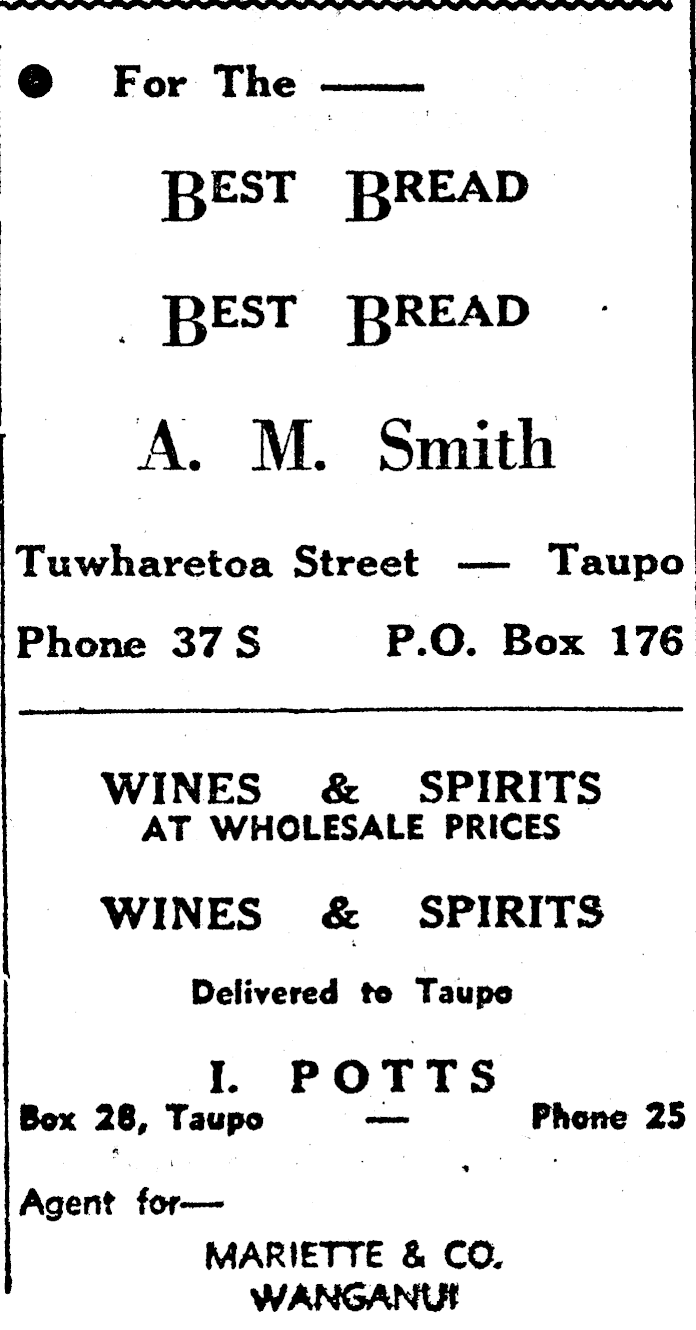 ● For The ——
BEST BREAD
BEST BREAD
A. M. Smith
Tuwharetoa Street — Taupo
Phone 37 S P.O. Box 176
WINES & SPIRITS
AT WHOLESALE PRICES
WINES & SPIRITS
Delivered to Taupo
I. POTTS
Box 28, Taupo — Phone 25
Agent for—
MARIETTE & CO.
WANGANUI